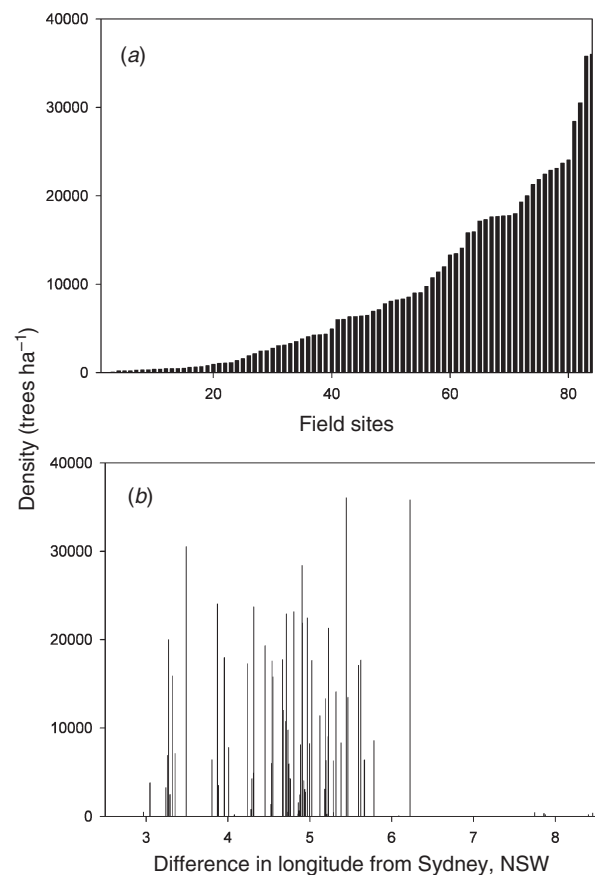 40000
(a)
30000
20000
10000
0
20 40 60 80
Field sites
Density (trees ha⁻¹)
40000
(b)
30000
20000
10000
0
3 4 5 6 7 8
Difference in longitude from Sydney, NSW